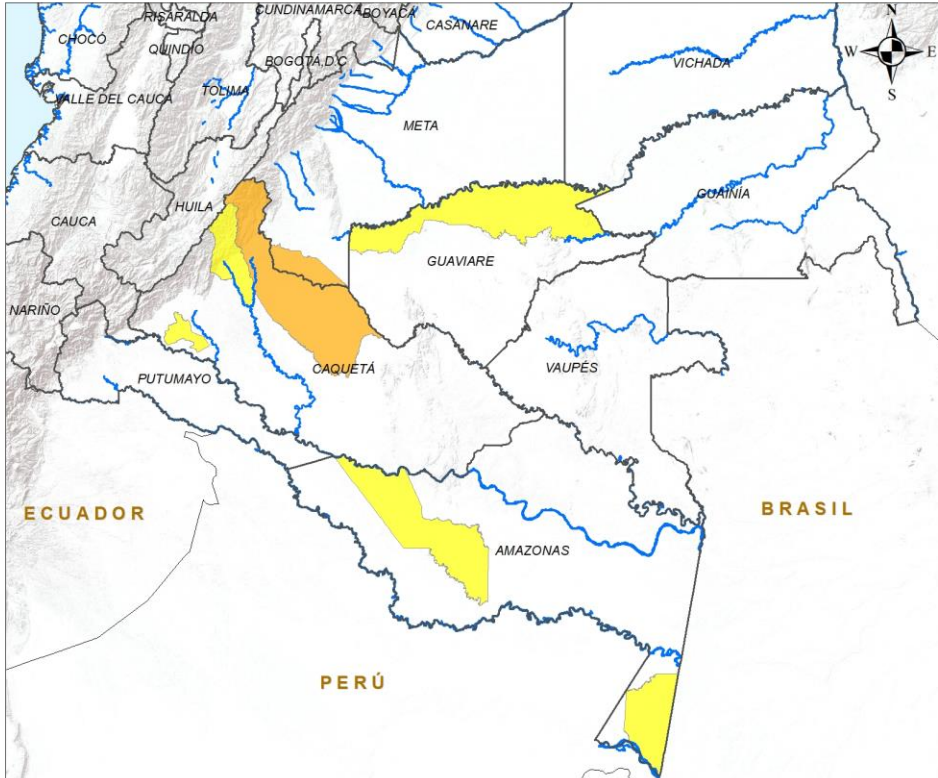 RISARALDA
CUNDINAMARCA
BOYACÁ
CASANARE
N
CHOCÓ
QUINDIO
BOGOTÁ,D.C
W
E
VICHADA
S
VALLE DEL CAUCA
TOLIMA
META
CAUCA
HUILA
GUAINÍA
GUAVIARE
NARIÑO
CAQUETÁ
VAUPÉS
PUTUMAYO
ECUADOR
BRASIL
AMAZONAS
PERÚ